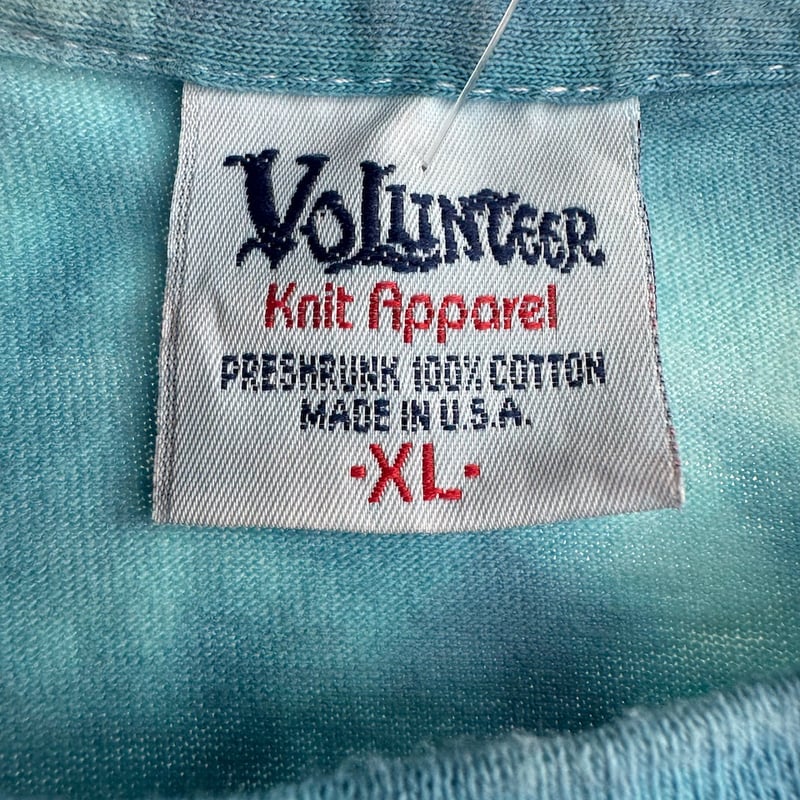 VOLUNTEER
Knit Apparel
PRESHRUNK 100% COTTON
MADE IN U.S.A.
·XL·